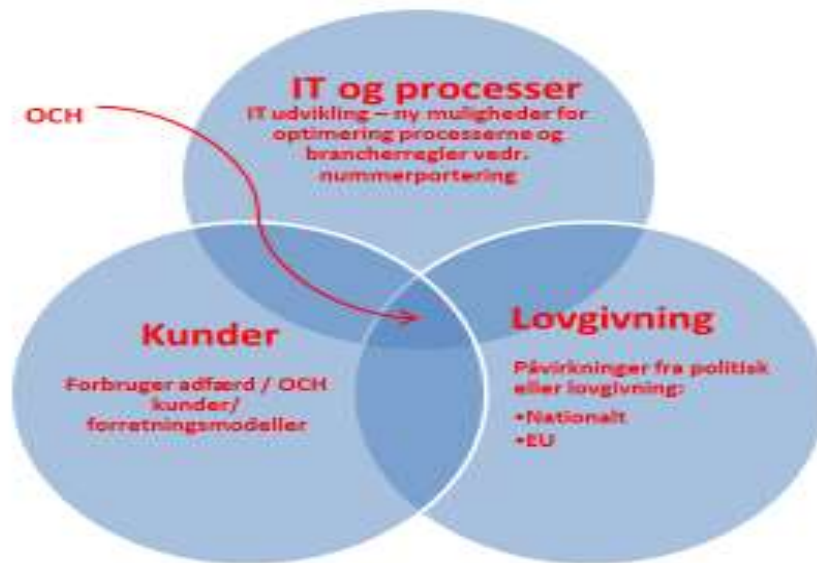 IT og processer
OCH
IT udvikling – ny muligheder for
optimering processerne og
brancherregler vedr.
nummerportering
Kunder
Forbruger adfærd / OCH
kunder/
forretningsmodeller
Lovgivning
Påvirkninger fra politisk
eller lovgivning:
•Nationalt
•EU